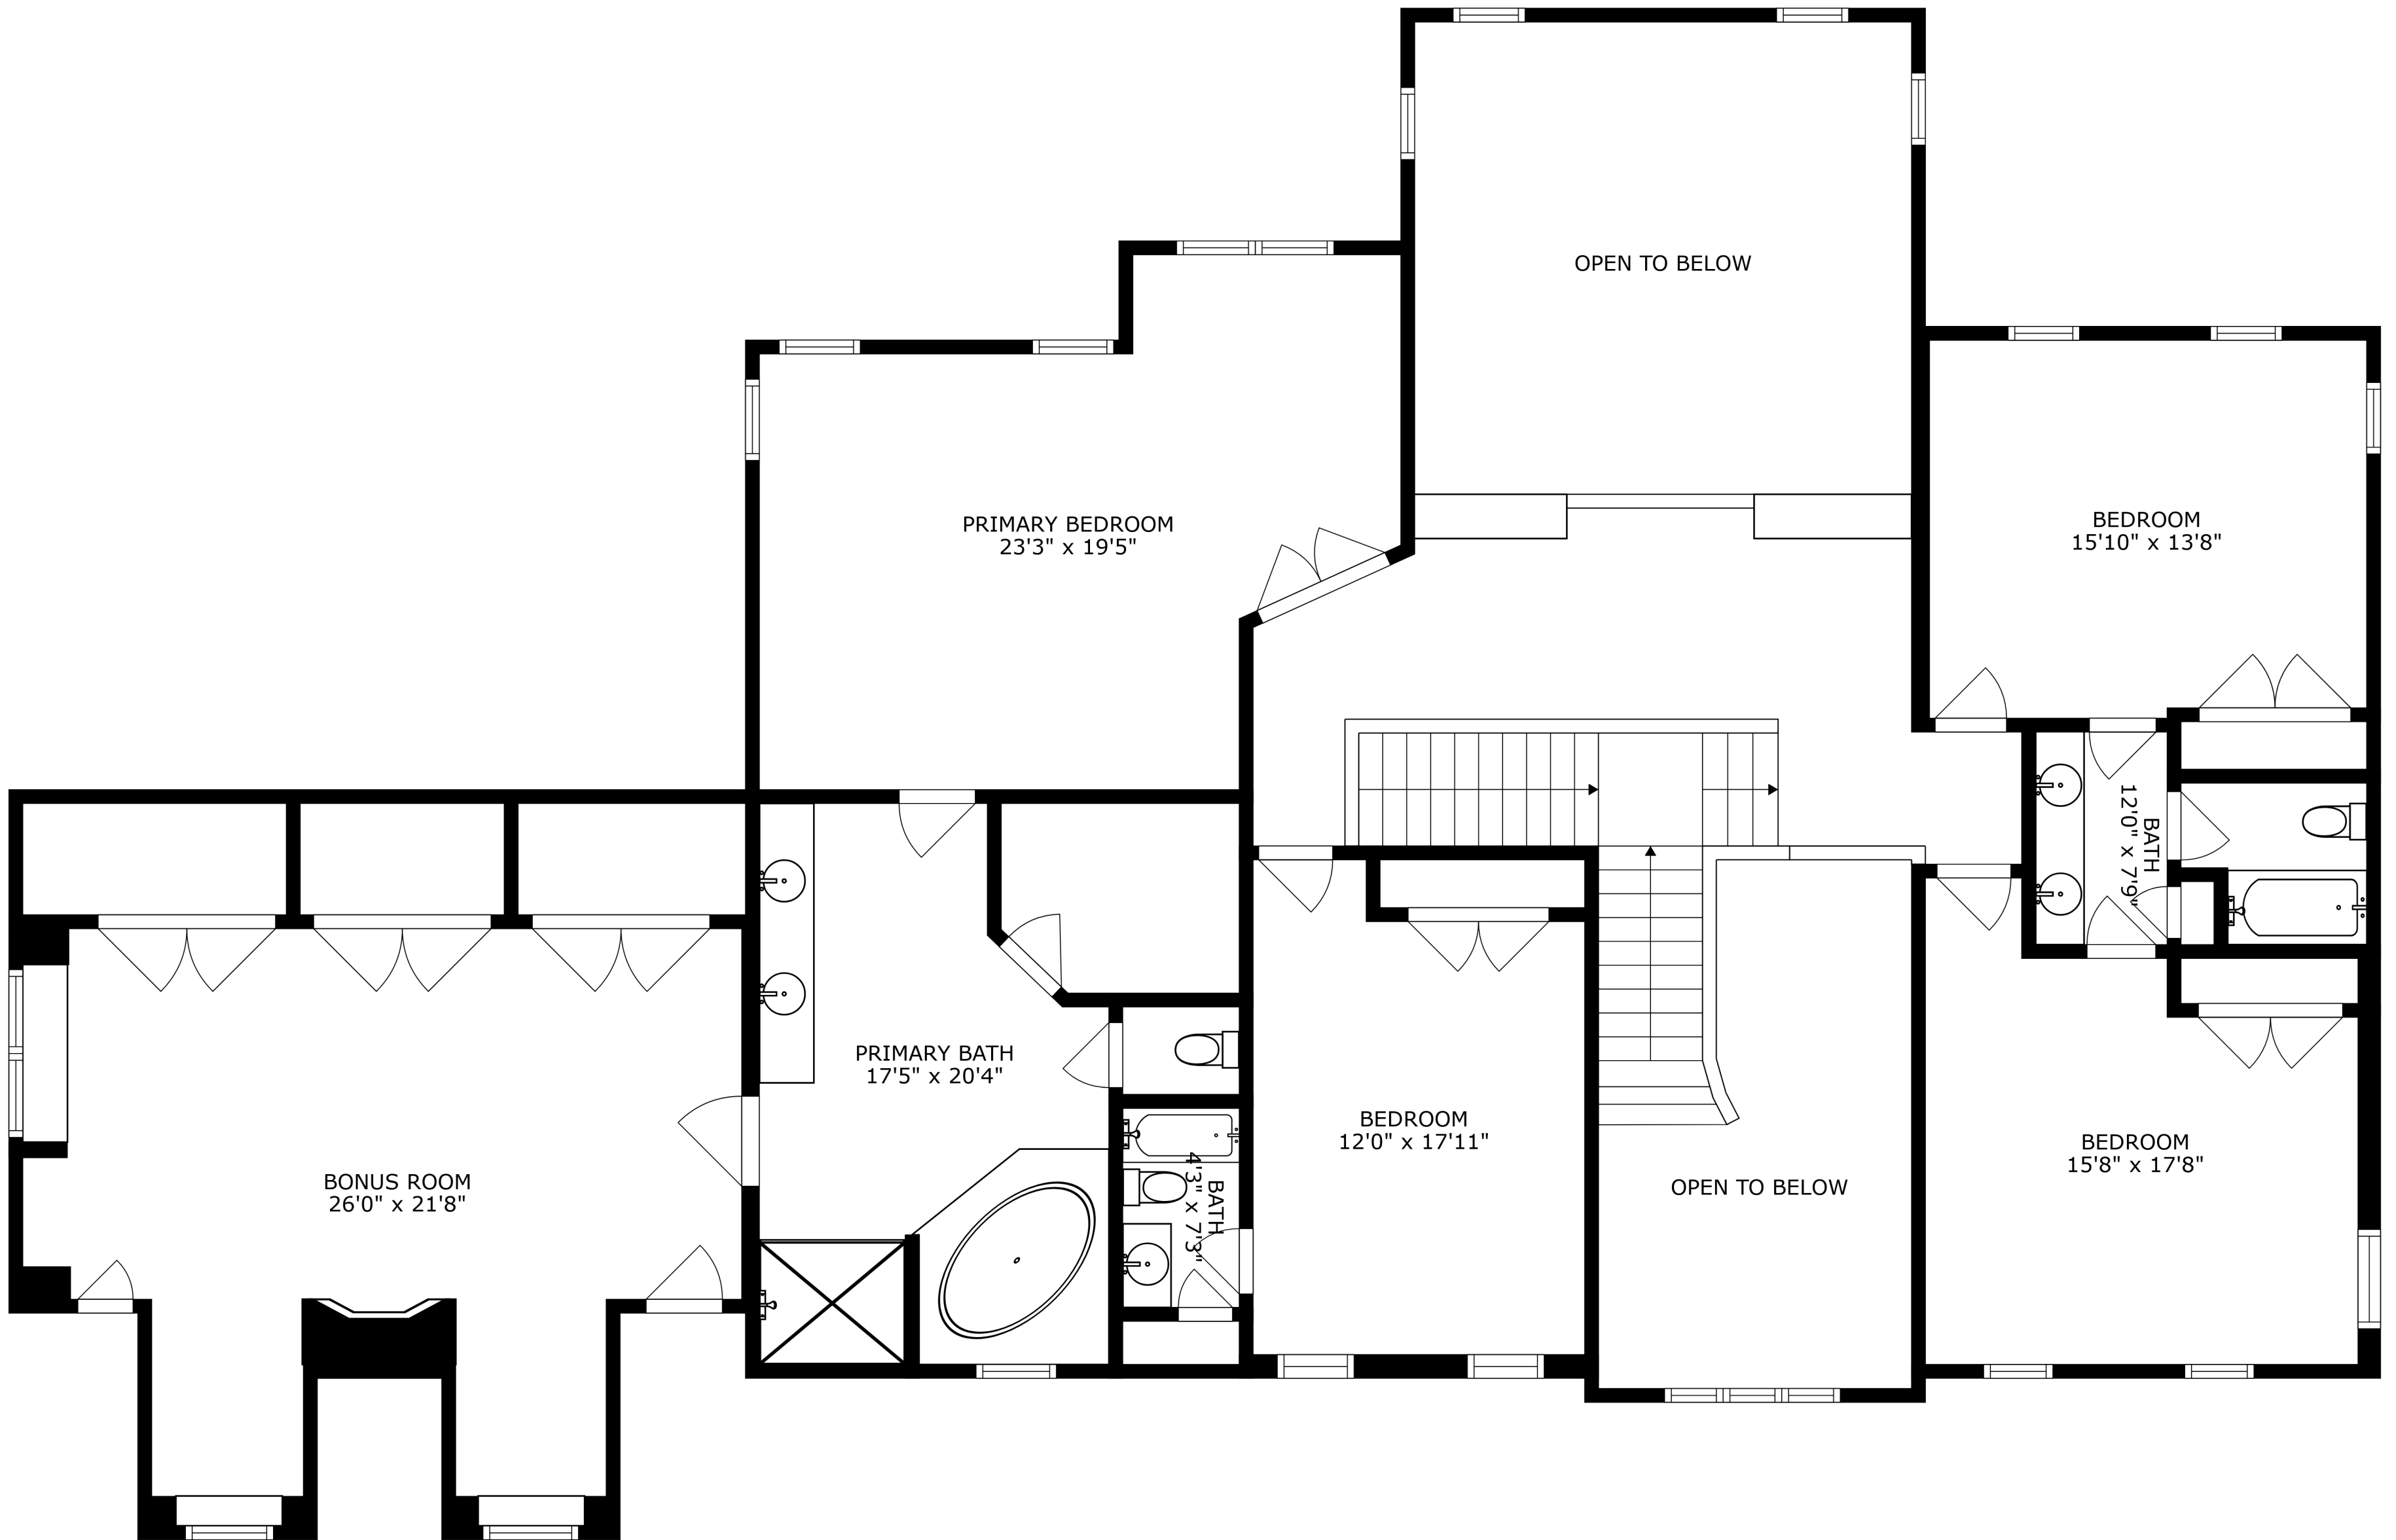 OPEN TO BELOW
PRIMARY BEDROOM
23'3" x 19'5"
BEDROOM
15'10" x 13'8"
BATH
12'0" x 7'9"
PRIMARY BATH
17'5" x 20'4"
BEDROOM
12'0" x 17'11"
BEDROOM
15'8" x 17'8"
BONUS ROOM
26'0" x 21'8"
BATH
4'3" x 7'3"
OPEN TO BELOW